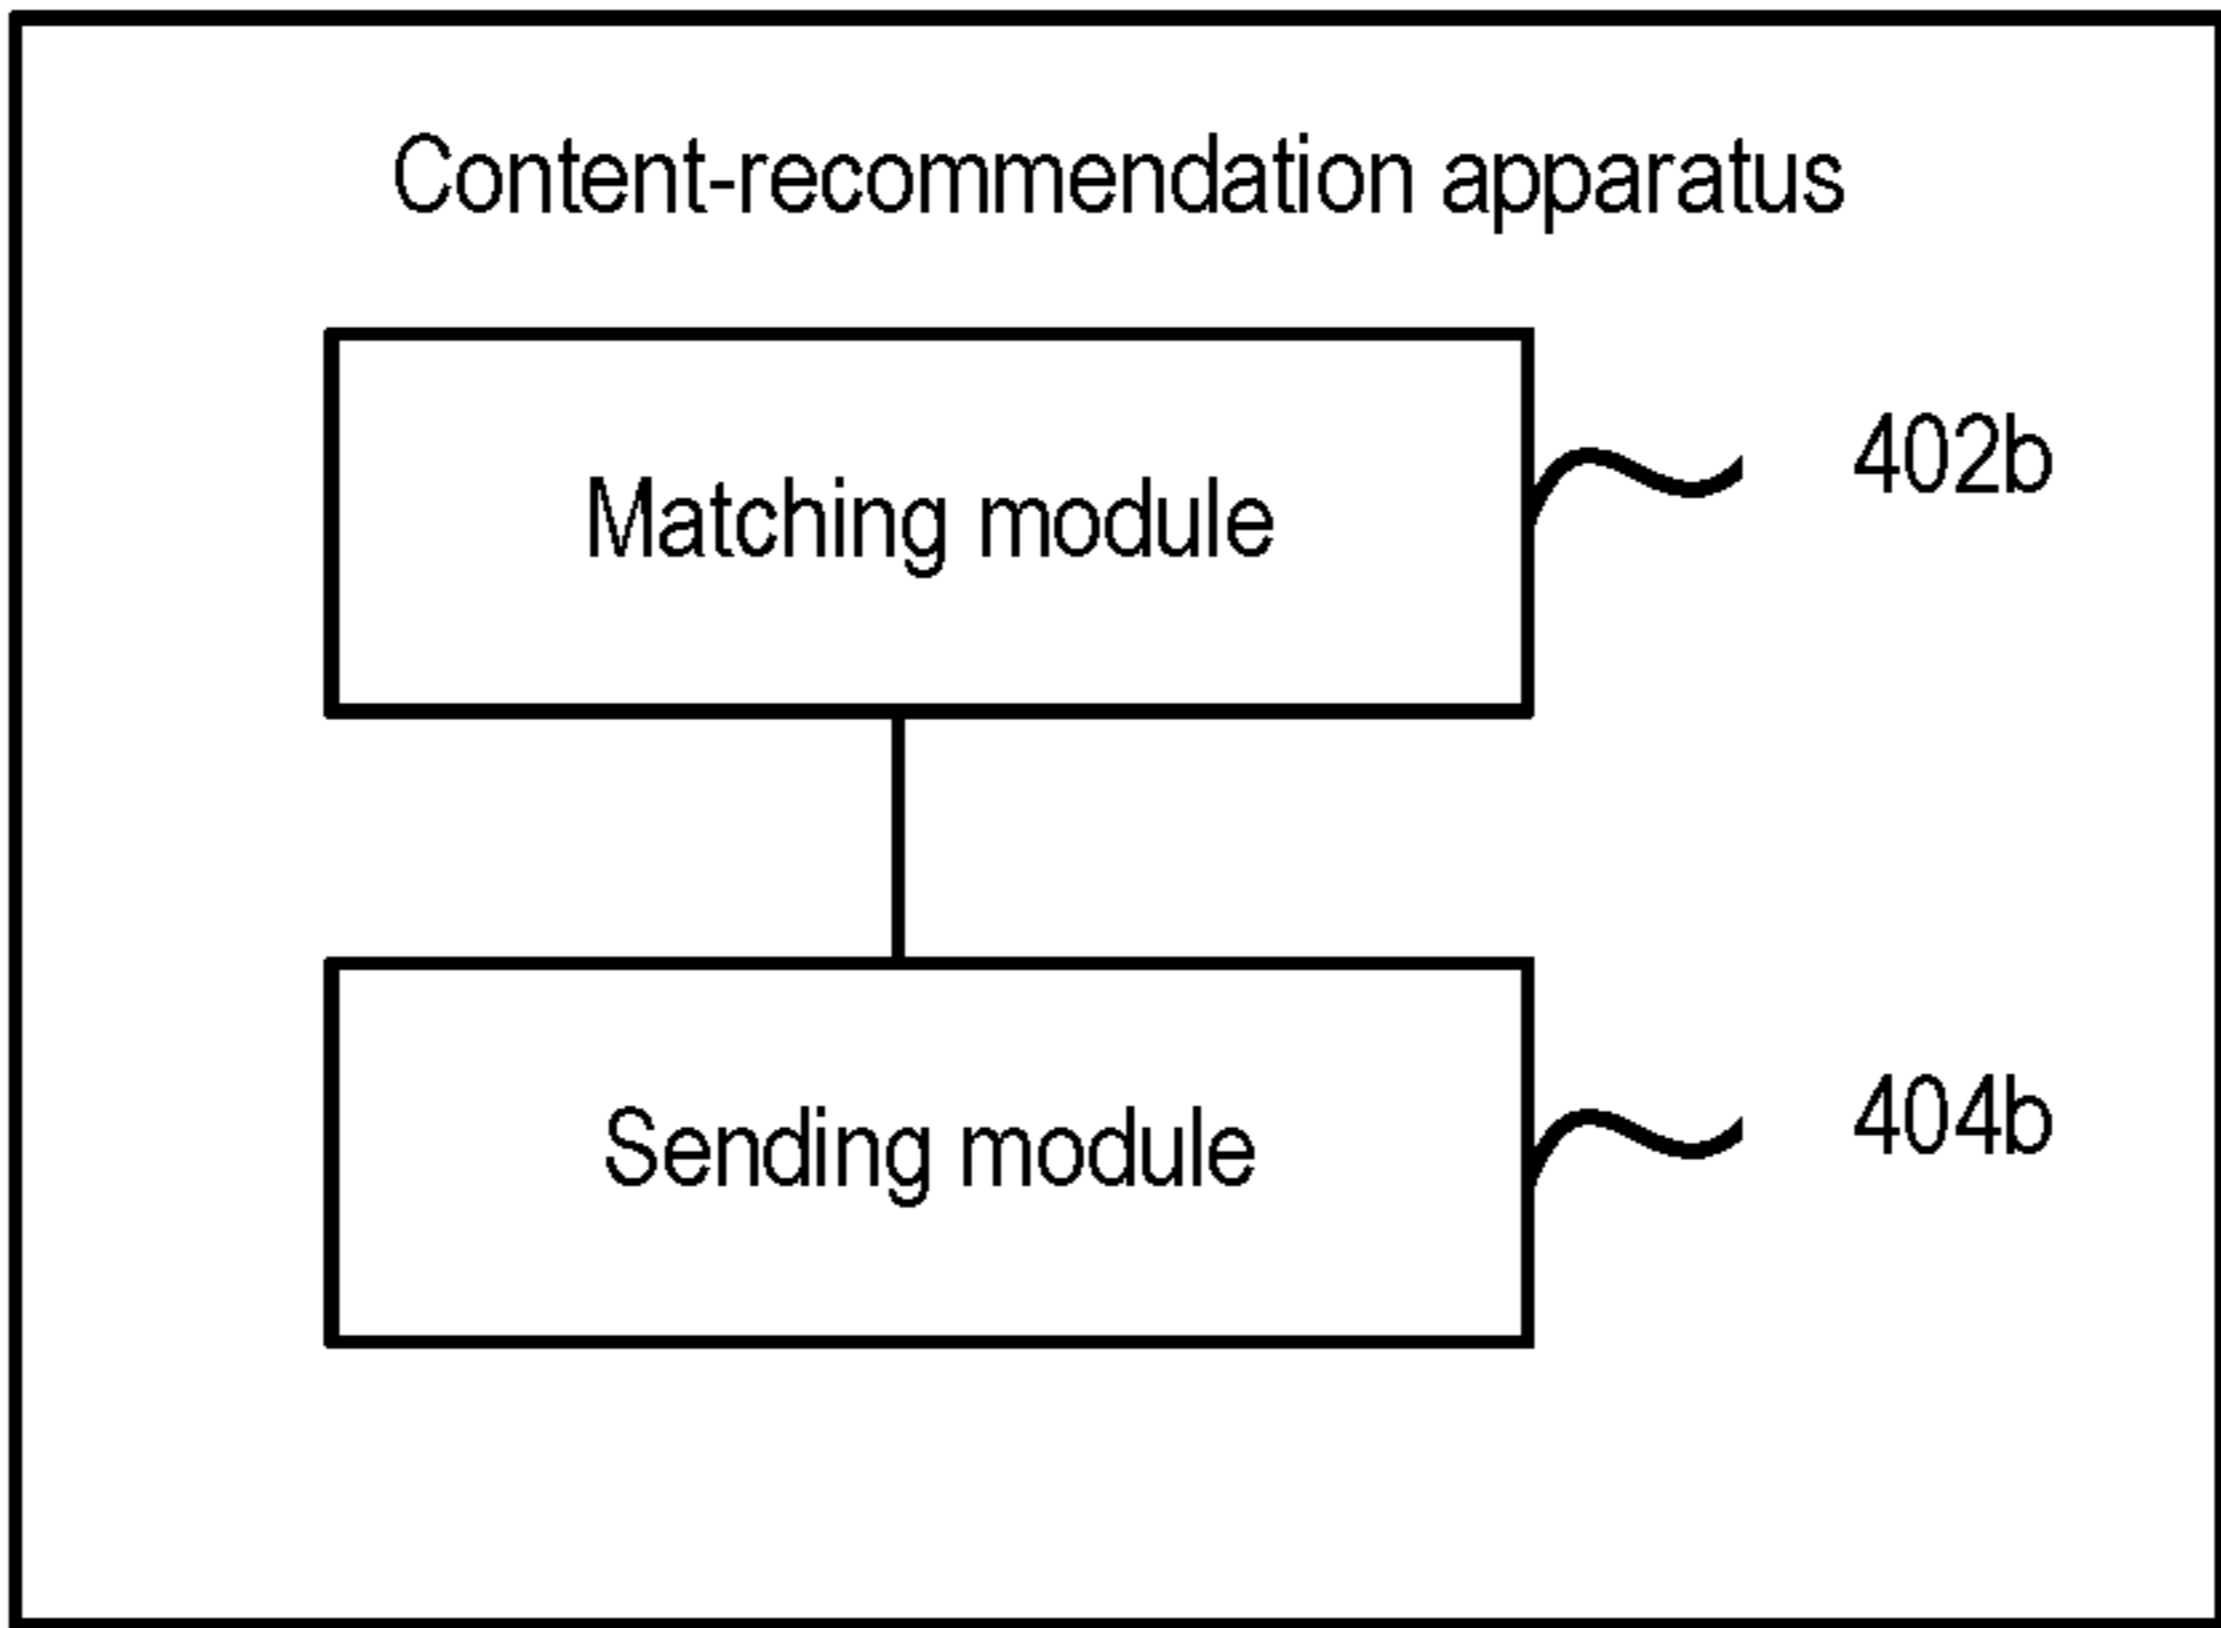 Content-recommendation apparatus
Matching module
402b
Sending module
404b